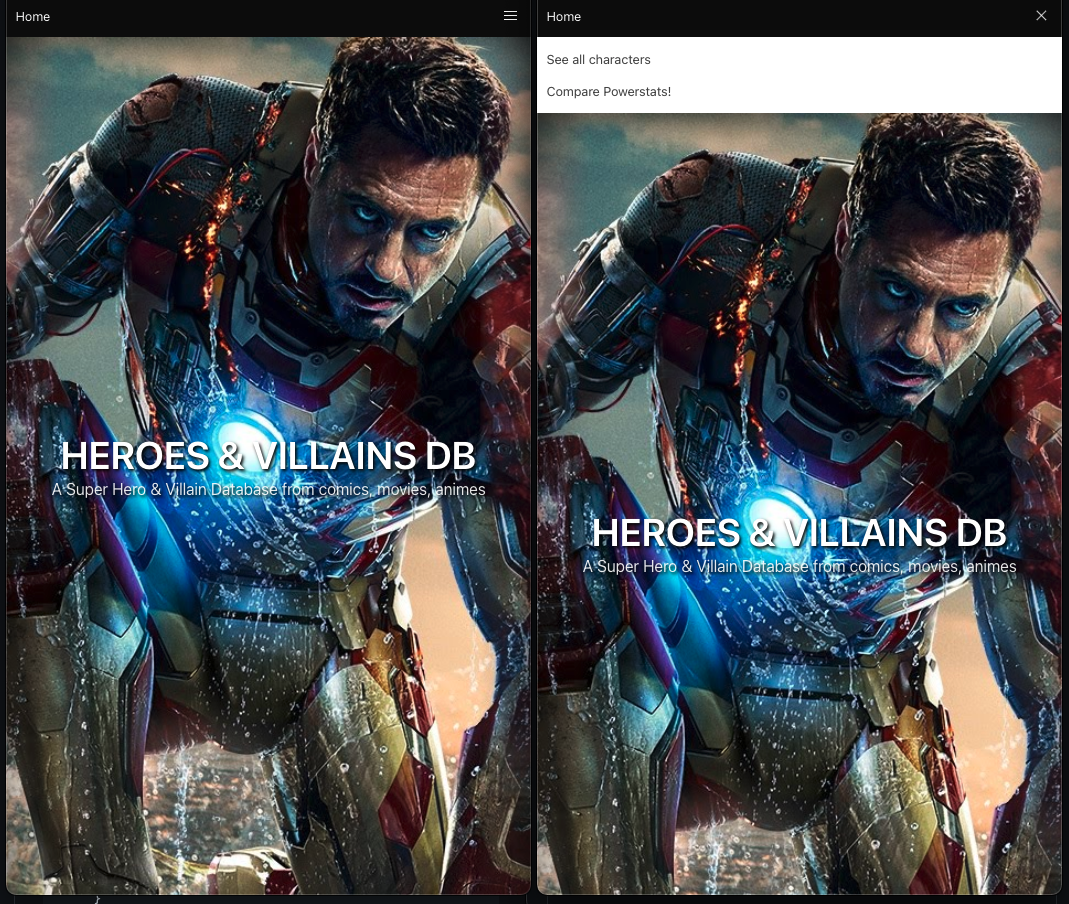 Home
HEROES & VILLAINS DB
A Super Hero & Villain Database from comics, movies, animes
Home
See all characters
Compare Powerstats!
HEROES & VILLAINS DB
A Super Hero & Villain Database from comics, movies, animes
}